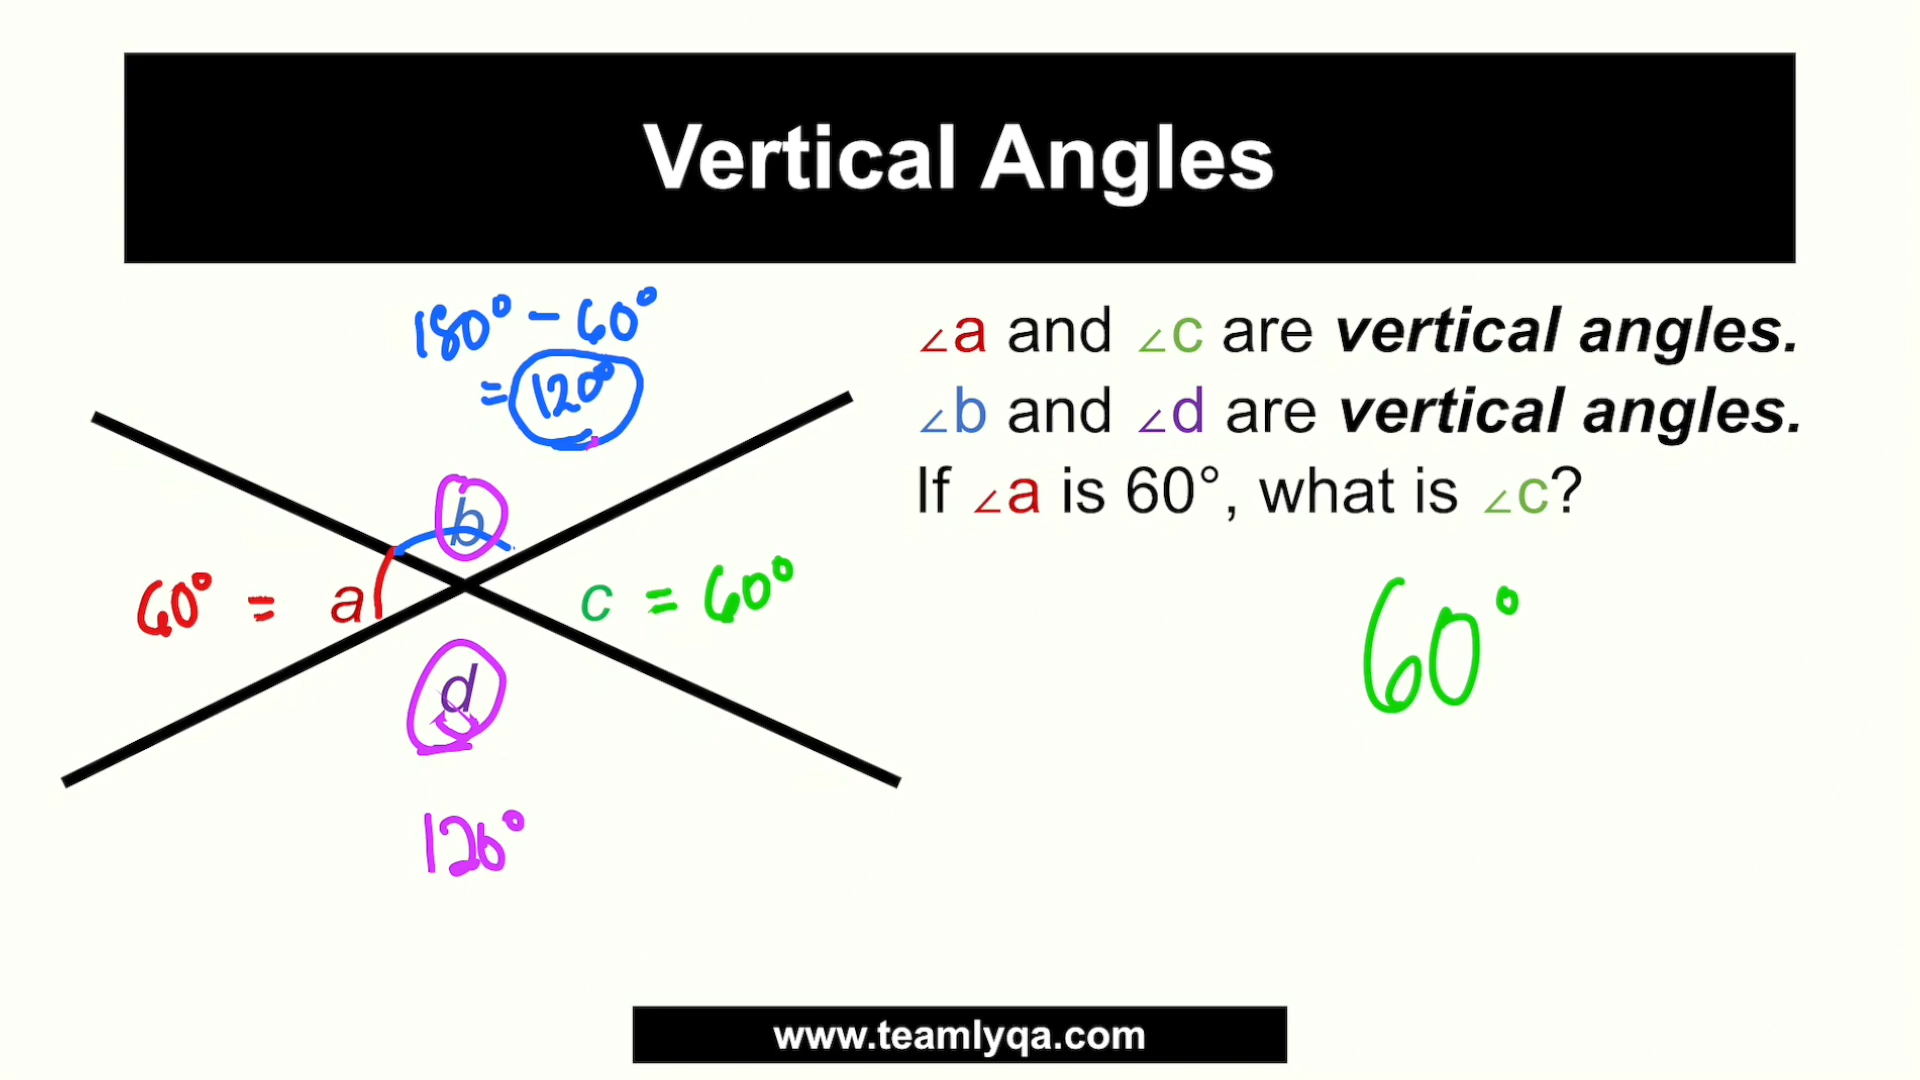 Vertical Angles
180° - 60°
= 120°
∠a and ∠c are vertical angles.
∠b and ∠d are vertical angles.
If ∠a is 60°, what is ∠c?
b
60° = a
c = 60°
60°
d
120°
www.teamlyqa.com